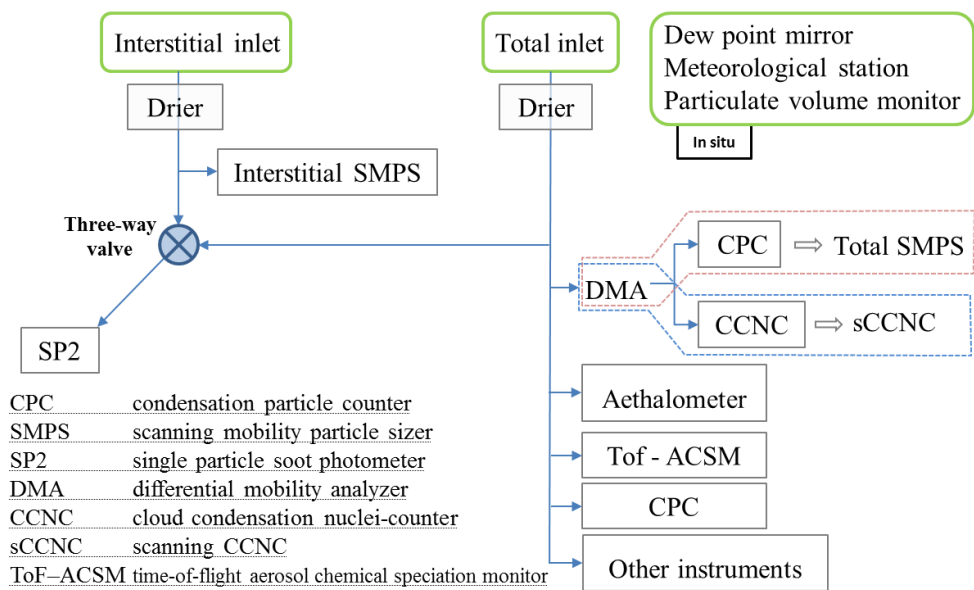 Interstitial inlet
Total inlet
Dew point mirror
Meteorological station
Particulate volume monitor
In situ
Drier
Drier
Interstitial SMPS
Three-way
valve
CPC
Total SMPS
DMA
CCNC
sCCNC
SP2
Aethalometer
Tof - ACSM
CPC
Other instruments
CPC condensation particle counter
SMPS scanning mobility particle sizer
SP2 single particle soot photometer
DMA differential mobility analyzer
CCNC cloud condensation nuclei-counter
sCCNC scanning CCNC
ToF–ACSM time-of-flight aerosol chemical speciation monitor